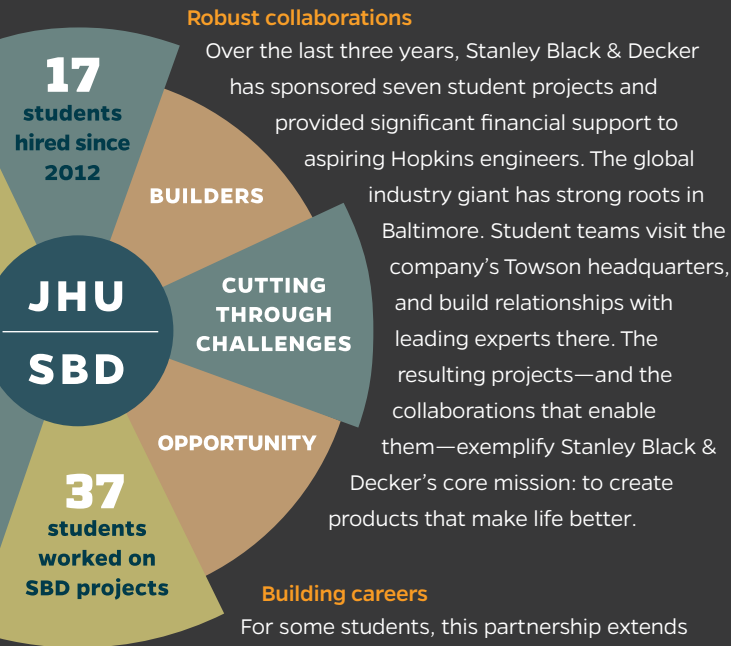 Robust collaborations
Over the last three years, Stanley Black & Decker
has sponsored seven student projects and
provided significant financial support to
aspiring Hopkins engineers. The global
industry giant has strong roots in
Baltimore. Student teams visit the
company’s Towson headquarters,
and build relationships with
leading experts there. The
resulting projects—and the
collaborations that enable
them—exemplify Stanley Black &
Decker’s core mission: to create
products that make life better.
Building careers
For some students, this partnership extends
17
students
hired since
2012
BUILDERS
CUTTING
THROUGH
CHALLENGES
JHU
SBD
OPPORTUNITY
37
students
worked on
SBD projects